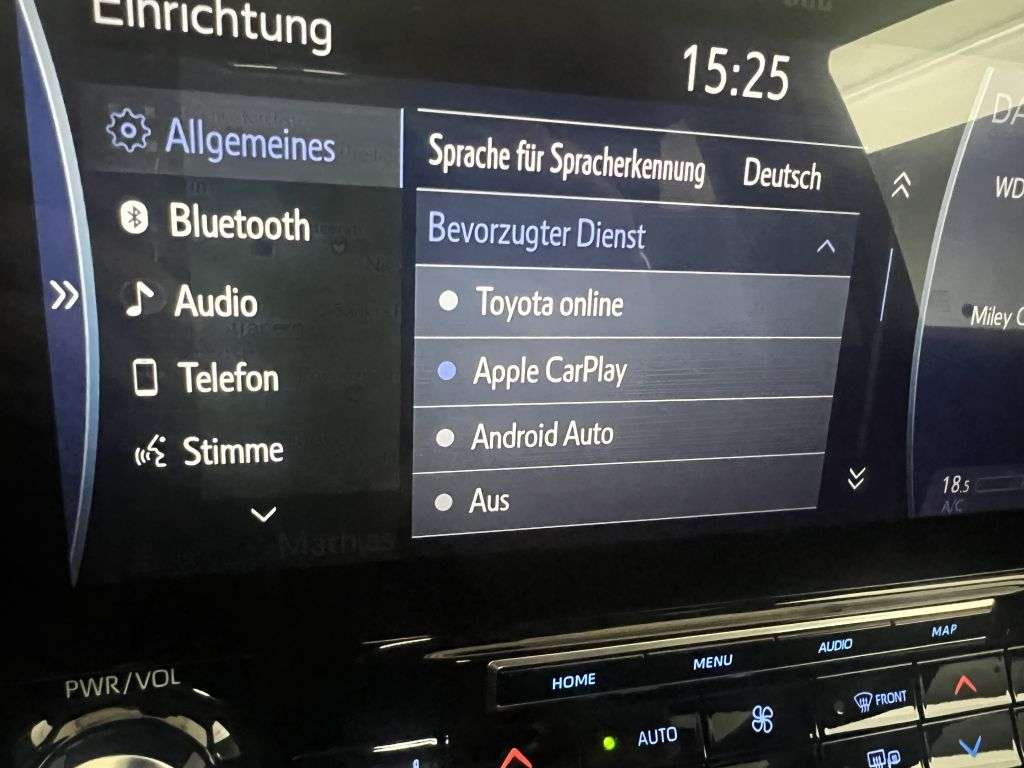 Einrichtung
15:25
Allgemeines
Bluetooth
Audio
Telefon
Stimme
Sprache für Spracherkennung Deutsch
Bevorzugter Dienst
Toyota online
Apple CarPlay
Android Auto
Aus
DA
WD
Miley C
18.5
A/C
PWR/VOL
HOME
MENU
AUDIO
MAP
AUTO
FRONT